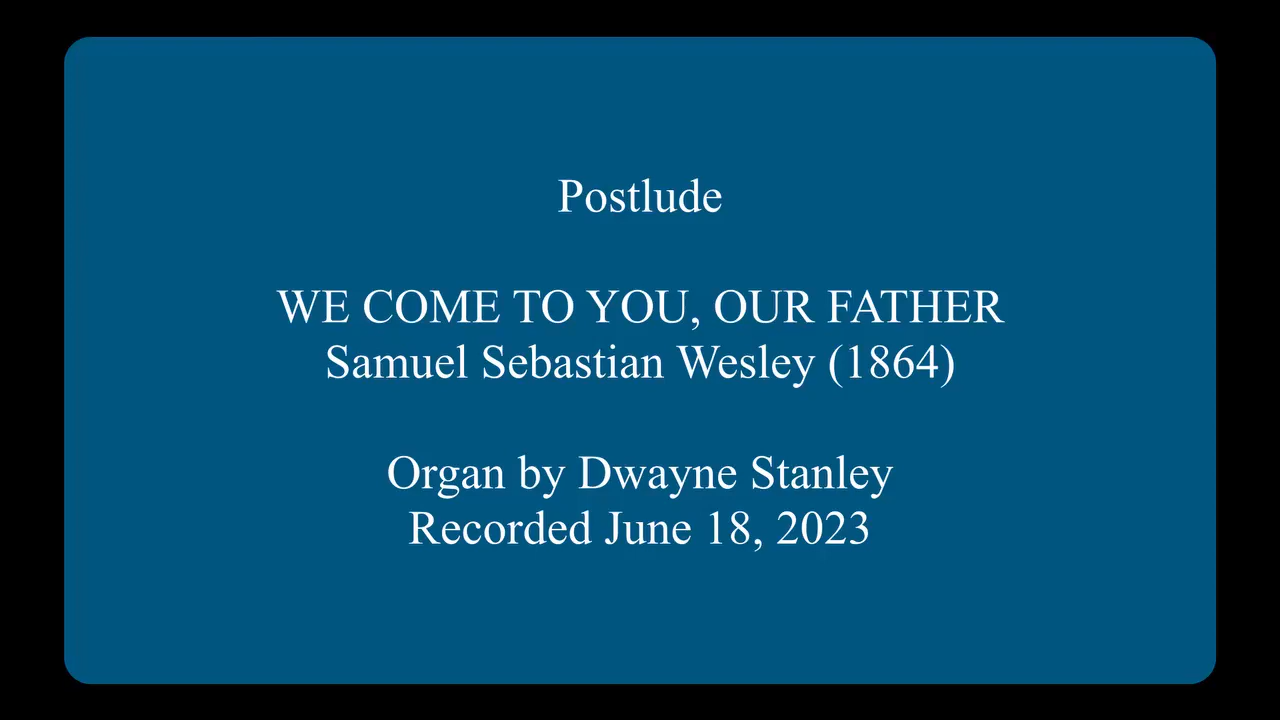 Postlude
WE COME TO YOU, OUR FATHER
Samuel Sebastian Wesley (1864)
Organ by Dwayne Stanley
Recorded June 18, 2023